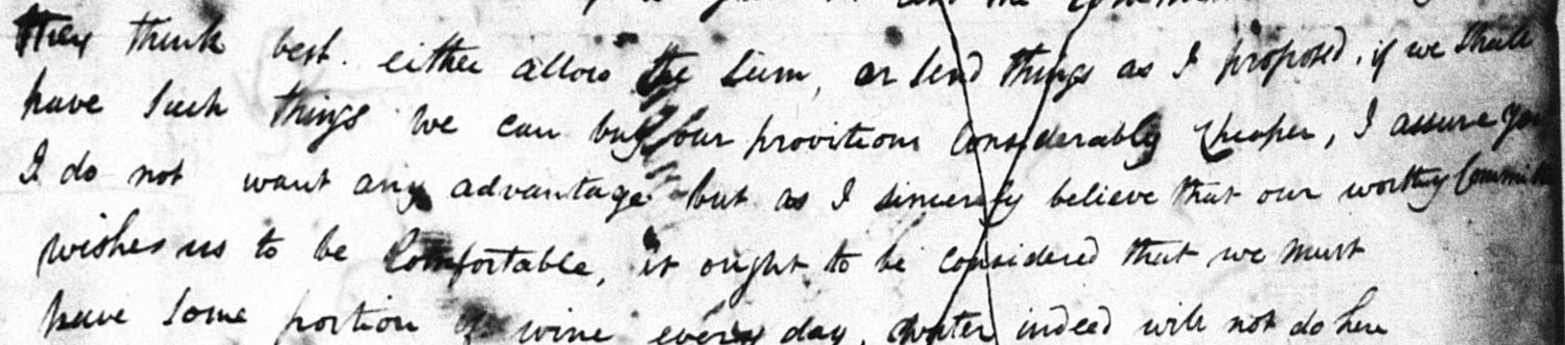 they think best. either allow the sum, or send things as I proposed, if we shall
have such things we can buy our provitions considerably cheaper, I assure you
I do not want any advantage but as I sincerely believe that our worthy Committee
wishes us to be Comfortable, it ought to be considered that we must
have some portion of wine every day, water indeed will not do here